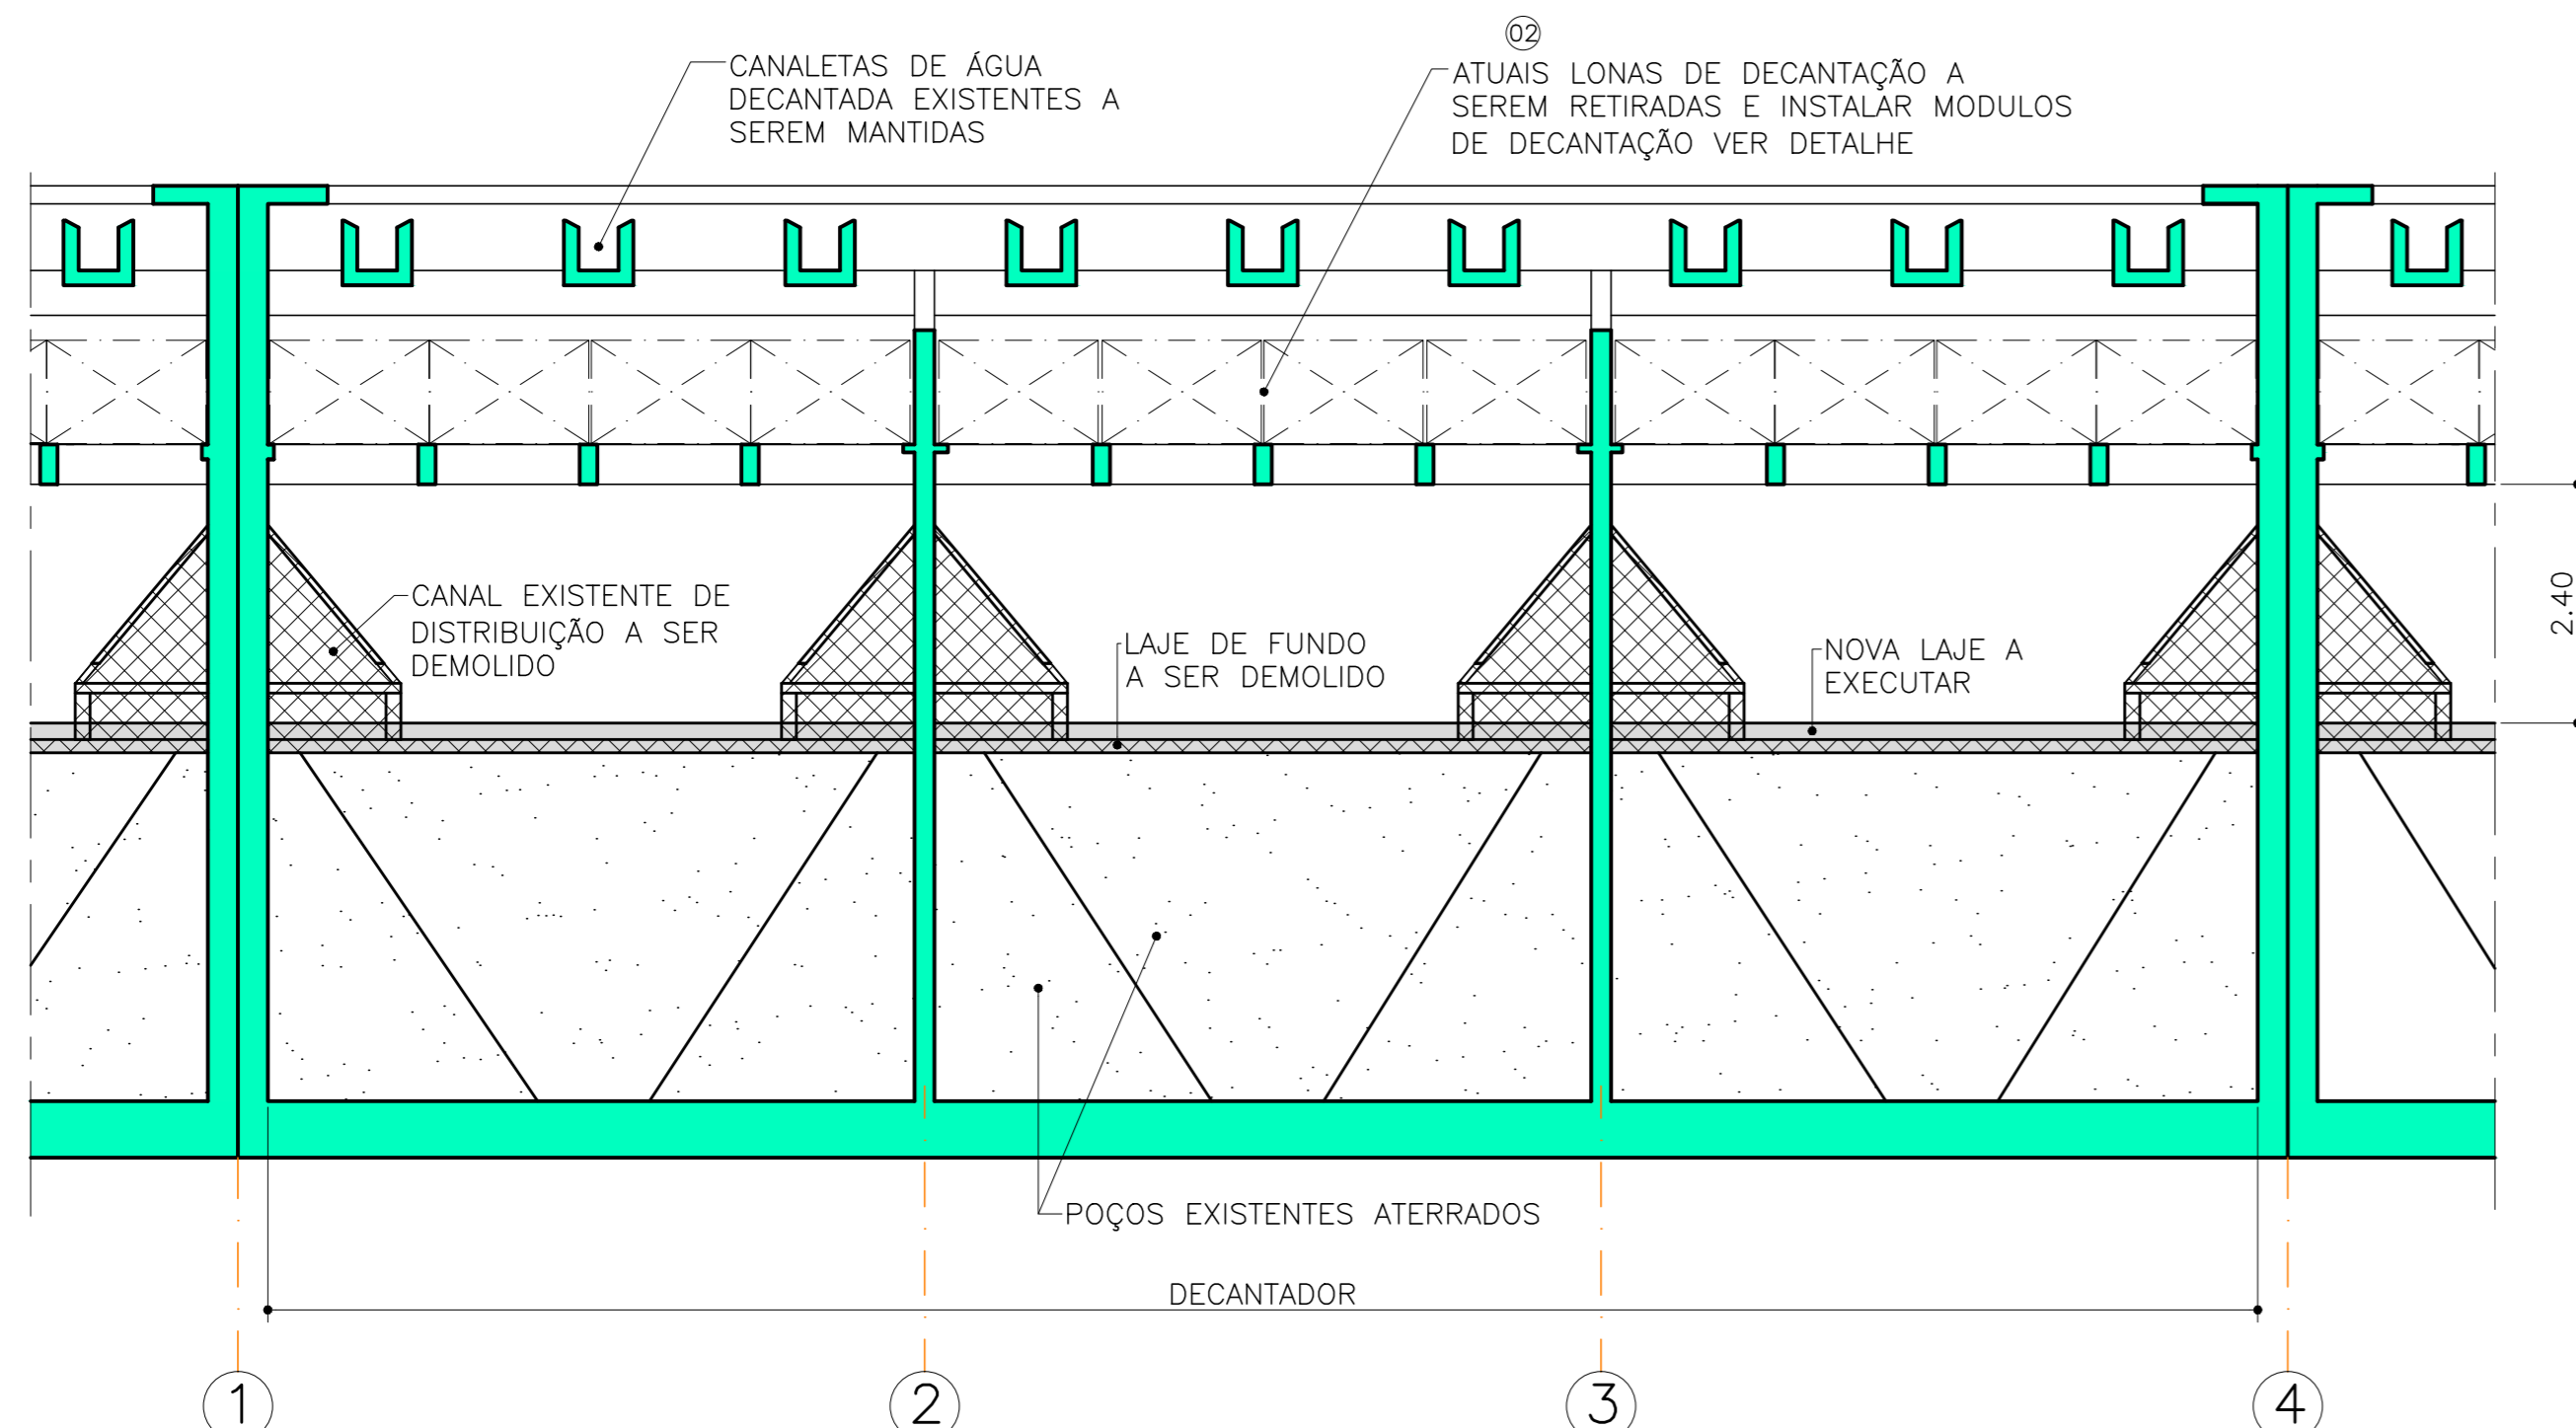 02
CANALETAS DE ÁGUA
DECANTADA EXISTENTES A
SEREM MANTIDAS
ATUAIS LONAS DE DECANTAÇÃO A
SEREM RETIRADAS E INSTALAR MODULOS
DE DECANTAÇÃO VER DETALHE
CANAL EXISTENTE DE
DISTRIBUIÇÃO A SER
DEMOLIDO
LAJE DE FUNDO
A SER DEMOLIDO
NOVA LAJE A
EXECUTAR
2.40
POÇOS EXISTENTES ATERRADOS
DECANTADOR
1
2
3
4